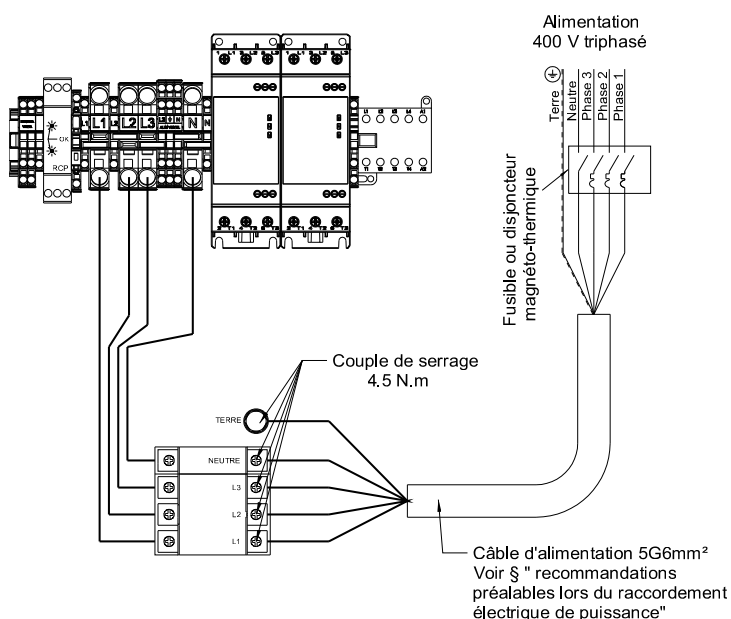 Alimentation
400 V triphasé
Terre
Neutre
Phase 3
Phase 2
Phase 1
Fusible ou disjoncteur
magnéto-thermique
OK
RCP
L1 L1 L2 L2 L3 N N
Couple de serrage
4.5 N.m
TERRE
NEUTRE
L3
L2
L1
Câble d'alimentation 5G6mm²
Voir § " recommandations
préalables lors du raccordement
électrique de puissance"